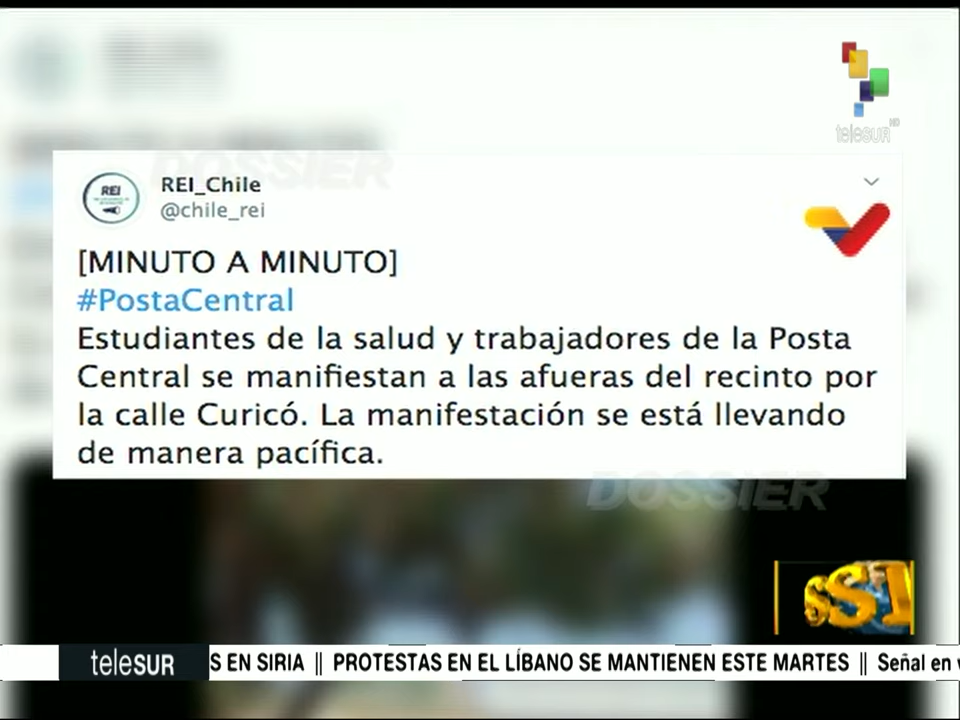 teleSUR HD
DOSSIER
REI
REI_Chile
@chile_rei
[MINUTO A MINUTO]
#PostaCentral
Estudiantes de la salud y trabajadores de la Posta
Central se manifiestan a las afueras del recinto por
la calle Curicó. La manifestación se está llevando
de manera pacífica.
DOSSIER
teleSUR S EN SIRIA || PROTESTAS EN EL LÍBANO SE MANTIENEN ESTE MARTES || Señal en v